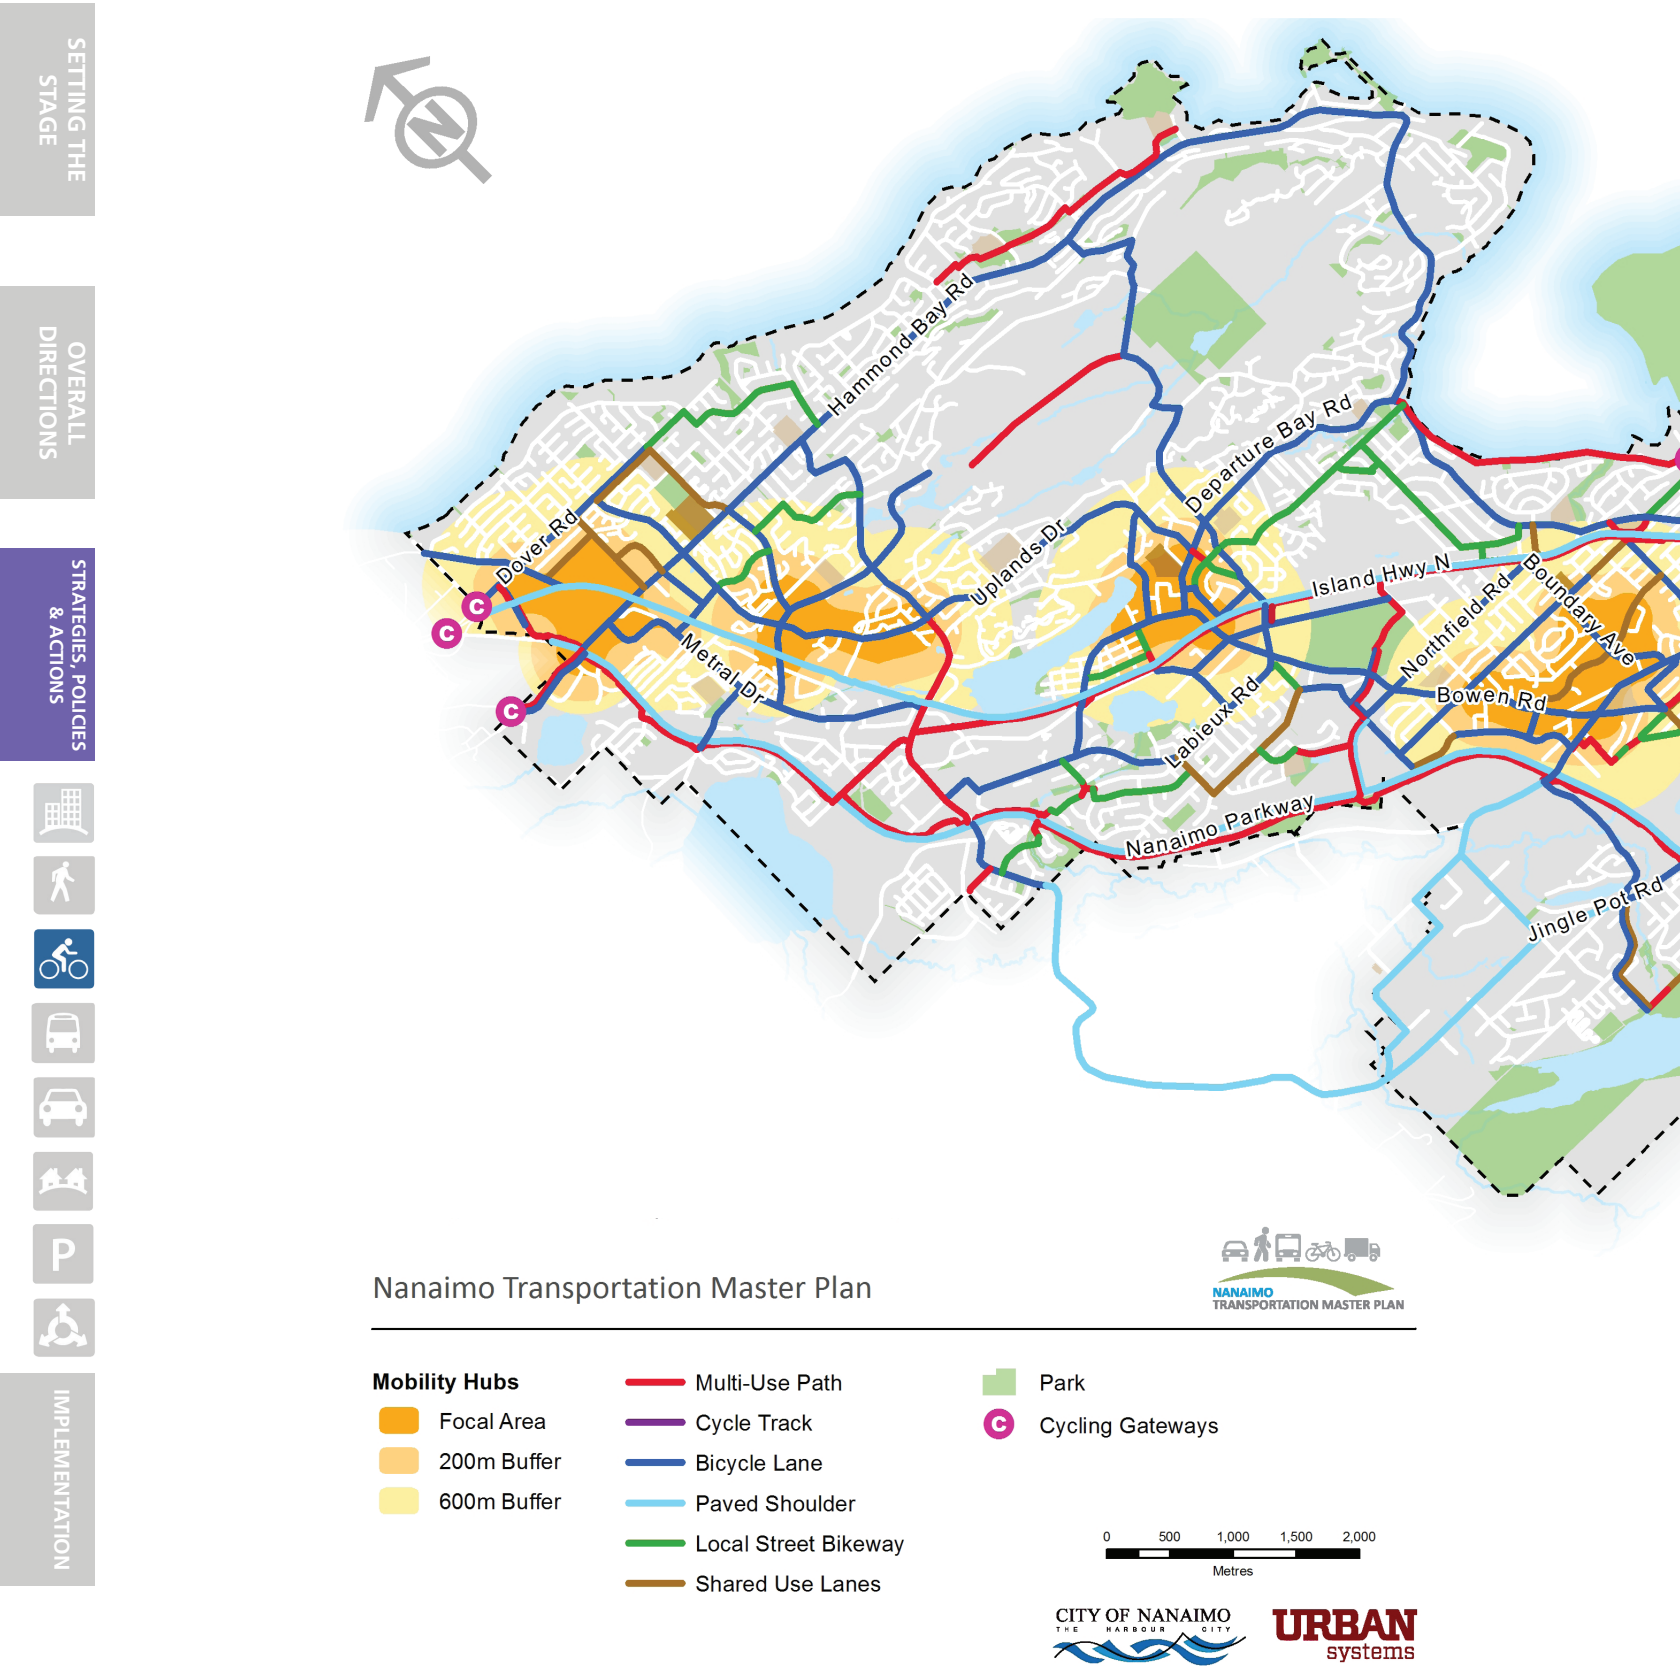 SETTING THE
STAGE
OVERALL
DIRECTIONS
STRATEGIES, POLICIES
& ACTIONS
P
IMPLEMENTATION
N
Hammond Bay Rd
Departure Bay Rd
Dover Rd
Uplands Dr
Island Hwy N
Boundary Ave
Northfield Rd
Metral Dr
Bowen Rd
Labieux Rd
Nanaimo Parkway
Jingle Pot Rd
C
C
C
Nanaimo Transportation Master Plan
NANAIMO
TRANSPORTATION MASTER PLAN
Mobility Hubs
Focal Area
200m Buffer
600m Buffer
Multi-Use Path
Cycle Track
Bicycle Lane
Paved Shoulder
Local Street Bikeway
Shared Use Lanes
Park
C Cycling Gateways
0 500 1,000 1,500 2,000
Metres
CITY OF NANAIMO
THE HARBOUR CITY
URBAN
systems